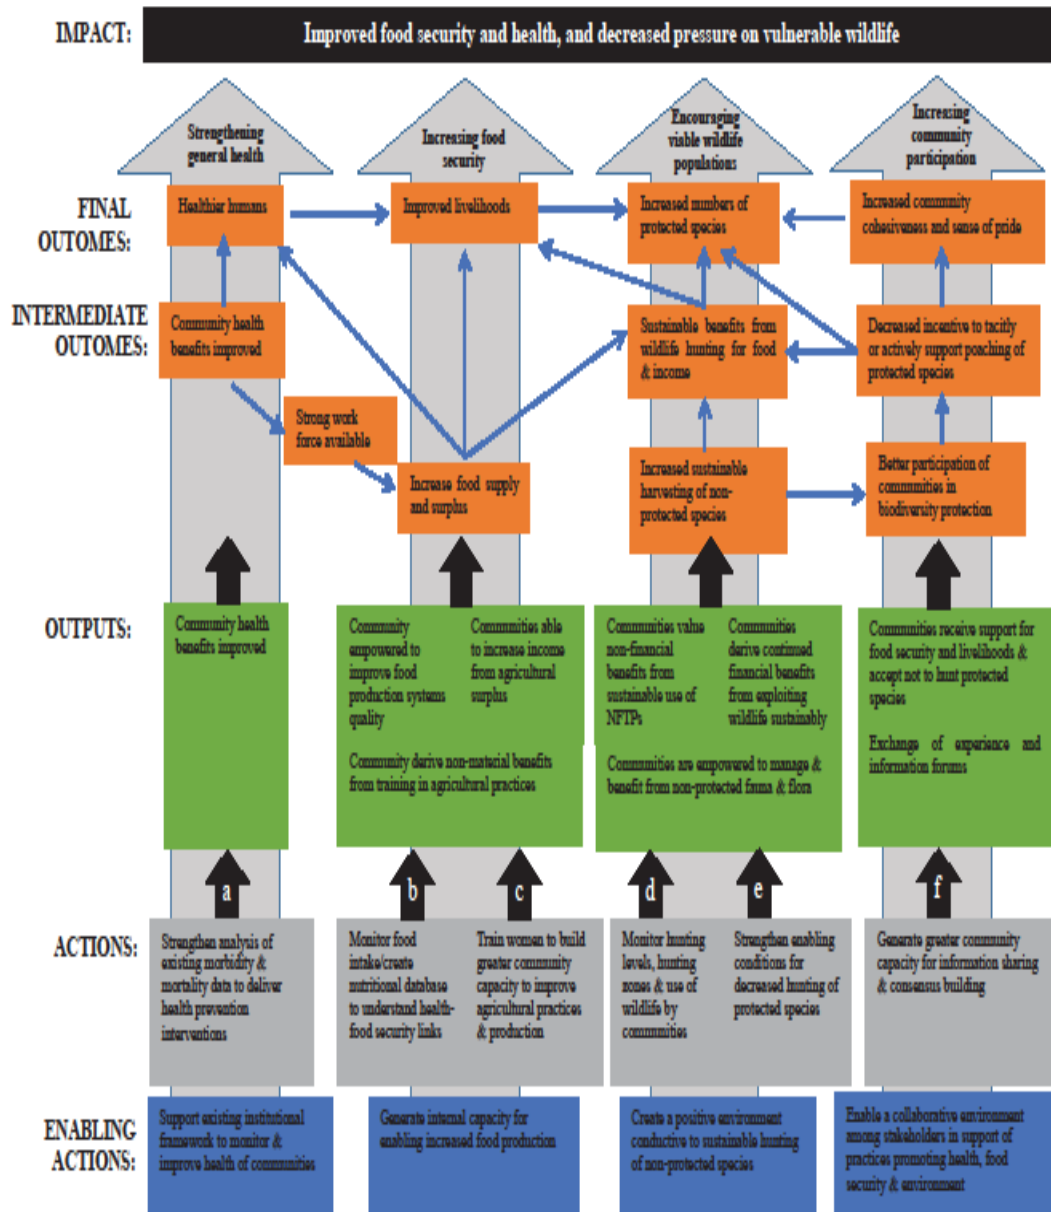 IMPACT:
Improved food security and health, and decreased pressure on vulnerable wildlife
Strengthening
general health
Increasing food
security
Encouraging
viable wildlife
populations
Increasing
community
participation
FINAL
OUTOMES:
Healthier humans
Improved livelihoods
Increased numbers of
protected species
Increased community
cohesiveness and sense of pride
INTERMEDIATE
OUTOMES:
Community health
benefits improved
Sustainable benefits from
wildlife hunting for food
& income
Decreased incentive to tacitly
or actively support poaching of
protected species
Strong work
force available
Increase food supply
and surplus
Increased sustainable
harvesting of non-
protected species
Better participation of
communities in
biodiversity protection
OUTPUTS:
Community health
benefits improved
Community
empowered to
improve food
production systems
quality
Communities able
to increase income
from agricultural
surplus
Community derive non-material benefits
from training in agricultural practices
Communities value
non-financial
benefits from
sustainable use of
NFTPs
Communities
derive continued
financial benefits
from exploiting
wildlife sustainably
Communities are empowered to manage &
benefit from non-protected fauna & flora
Communities receive support for
food security and livelihoods &
accept not to hunt protected
species
Exchange of experience and
information forums
a
b
c
d
e
f
ACTIONS:
Strengthen analysis of
existing morbidity &
mortality data to deliver
health prevention
interventions
Monitor food
intake/create
nutritional database
to understand health-
food security links
Train women to build
greater community
capacity to improve
agricultural practices
& production
Monitor hunting
levels, hunting
nones & use of
wildlife by
communities
Strengthen enabling
conditions for
decreased hunting of
protected species
Generate greater community
capacity for information sharing
& consensus building
ENABLING
ACTIONS:
Support existing institutional
framework to monitor &
improve health of communities
Generate internal capacity for
enabling increased food production
Create a positive environment
conductive to sustainable hunting
of non-protected species
Enable a collaborative environment
among stakeholders in support of
practices promoting health, food
security & environment